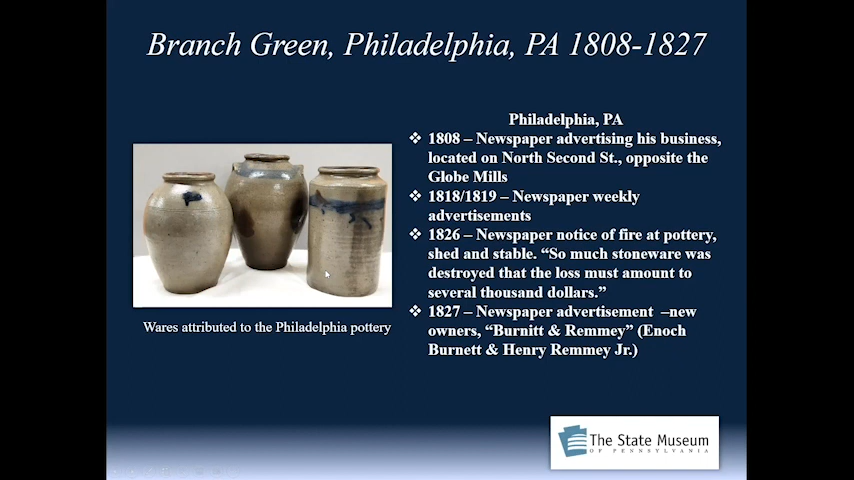 Branch Green, Philadelphia, PA 1808-1827
Philadelphia, PA
❖ 1808 – Newspaper advertising his business,
located on North Second St., opposite the
Globe Mills
❖ 1818/1819 – Newspaper weekly
advertisements
❖ 1826 – Newspaper notice of fire at pottery,
shed and stable. “So much stoneware was
destroyed that the loss must amount to
several thousand dollars.”
❖ 1827 – Newspaper advertisement –new
owners, “Burnitt & Remmey” (Enoch
Burnett & Henry Remmey Jr.)
Wares attributed to the Philadelphia pottery
The State Museum
OF PENNSYLVANIA